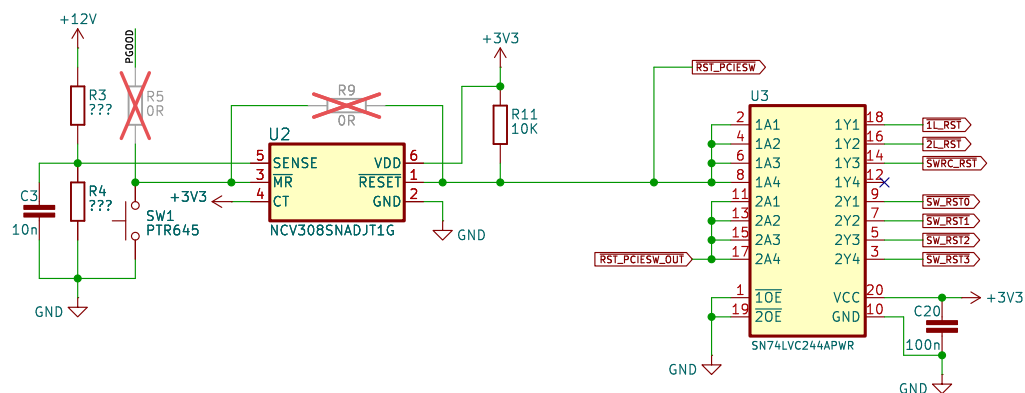 +12V
PGOOD
R3
???
R5
0R
R9
0R
+3V3
R11
10K
RST_PCIESW
U2
5 SENSE VDD 6
3 MR RESET 1
4 CT GND 2
NCV308SNADJT1G
+3V3
GND
C3
10n
R4
???
SW1
PTR645
GND
U3
2 1A1 1Y1 18 1L_RST
4 1A2 1Y2 16 2L_RST
6 1A3 1Y3 14 SWRC_RST
8 1A4 1Y4 12
11 2A1 2Y1 9 SW_RST0
13 2A2 2Y2 7 SW_RST1
15 2A3 2Y3 5 SW_RST2
RST_PCIESW_OUT 17 2A4 2Y4 3 SW_RST3
1 1OE VCC 20 +3V3
19 2OE GND 10
SN74LVC244APWR
C20
100n
GND
GND